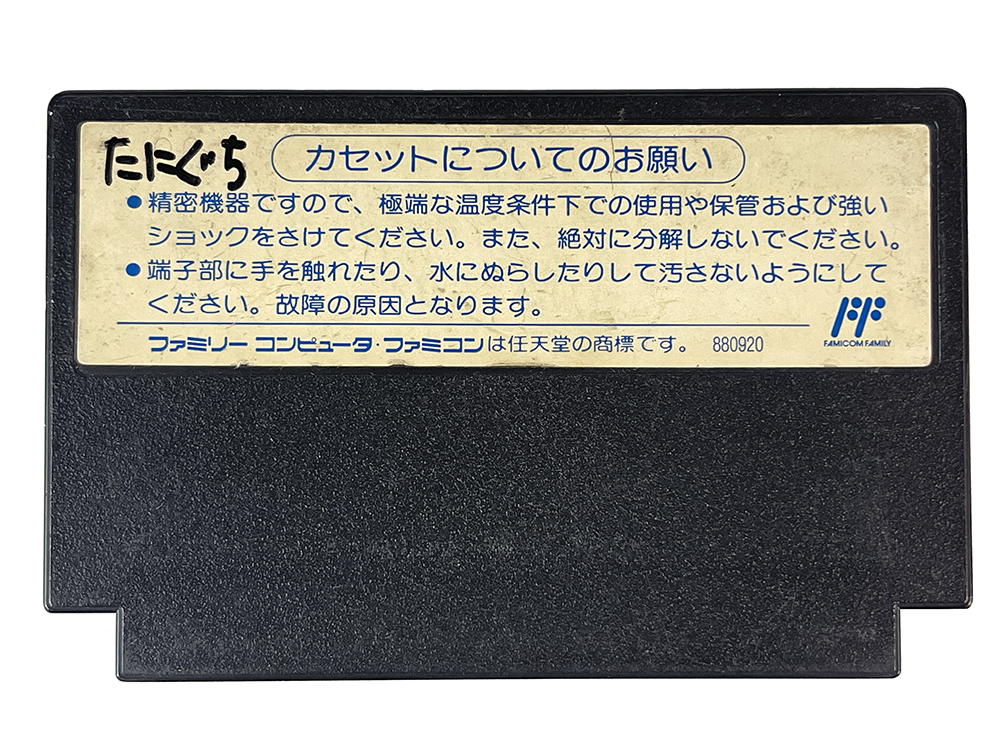 たにぐち
カセットについてのお願い
●精密機器ですので、極端な温度条件下での使用や保管および強い
ショックをさけてください。また、絶対に分解しないでください。
●端子部に手を触れたり、水にぬらしたりして汚さないようにして
ください。故障の原因となります。
ファミリーコンピュータ・ファミコンは任天堂の商標です。 880920
FAMICOM FAMILY